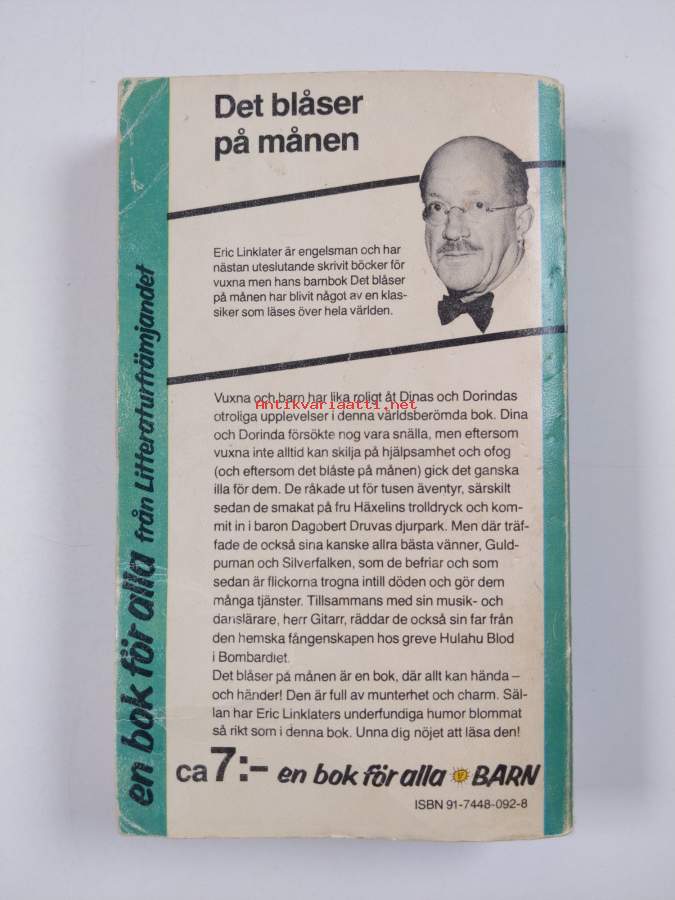 Det blåser
på månen
Eric Linklater är engelsman och har
nästan uteslutande skrivit böcker för
vuxna men hans barnbok Det blåser
på månen har blivit något av en klas-
siker som läses över hela världen.
Vuxna och barn har lika roligt åt Dinas och Dorindas
Antikvariaatti.net
otroliga upplevelser i denna världsberömda bok. Dina
och Dorinda försökte nog vara snälla, men eftersom
vuxna inte alltid kan skilja på hjälpsamhet och ofog
(och eftersom det blåste på månen) gick det ganska
illa för dem. De råkade ut för tusen äventyr, särskilt
sedan de smakat på fru Häxelins trolldryck och kom-
mit in i baron Dagobert Druvas djurpark. Men där träf-
fade de också sina kanske allra bästa vänner, Guld-
puman och Silverfalken, som de befriar och som
sedan är flickorna trogna intill döden och gör dem
många tjänster. Tillsammans med sin musik- och
danslärare, herr Gitarr, räddar de också sin far från
den hemska fångenskapen hos greve Hulahu Blod
i Bombardiet.
Det blåser på månen är en bok, där allt kan hända –
och händer! Den är full av munterhet och charm. Säl-
lan har Eric Linklaters underfundiga humor blommat
så rikt som i denna bok. Unna dig nöjet att läsa den!
ca 7:- en bok för alla BARN
ISBN 91-7448-092-8
en bok för alla från Litteraturfrämjandet